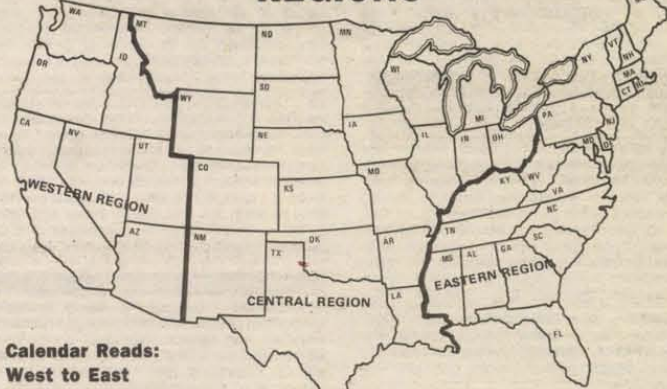 REGIONS
WA
MT
ND
MN
OR
ID
SD
WI
NY
VT
NH
MA
CT
RI
WY
MI
CA
NV
UT
NE
IA
IL
IN
OH
PA
NJ
MD
D
CO
KS
MO
KY
WV
VA
WESTERN REGION
AZ
NM
TX
OK
AR
TN
NC
SC
MS
AL
GA
EASTERN REGION
LA
CENTRAL REGION
FL
Calendar Reads:
West to East